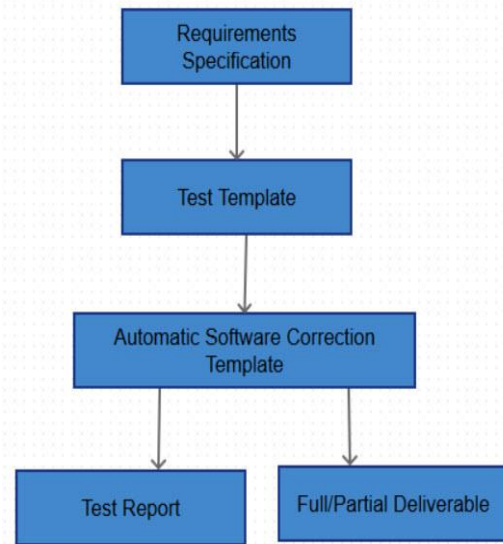 Requirements
Specification
Test Template
Automatic Software Correction
Template
Test Report
Full/Partial Deliverable